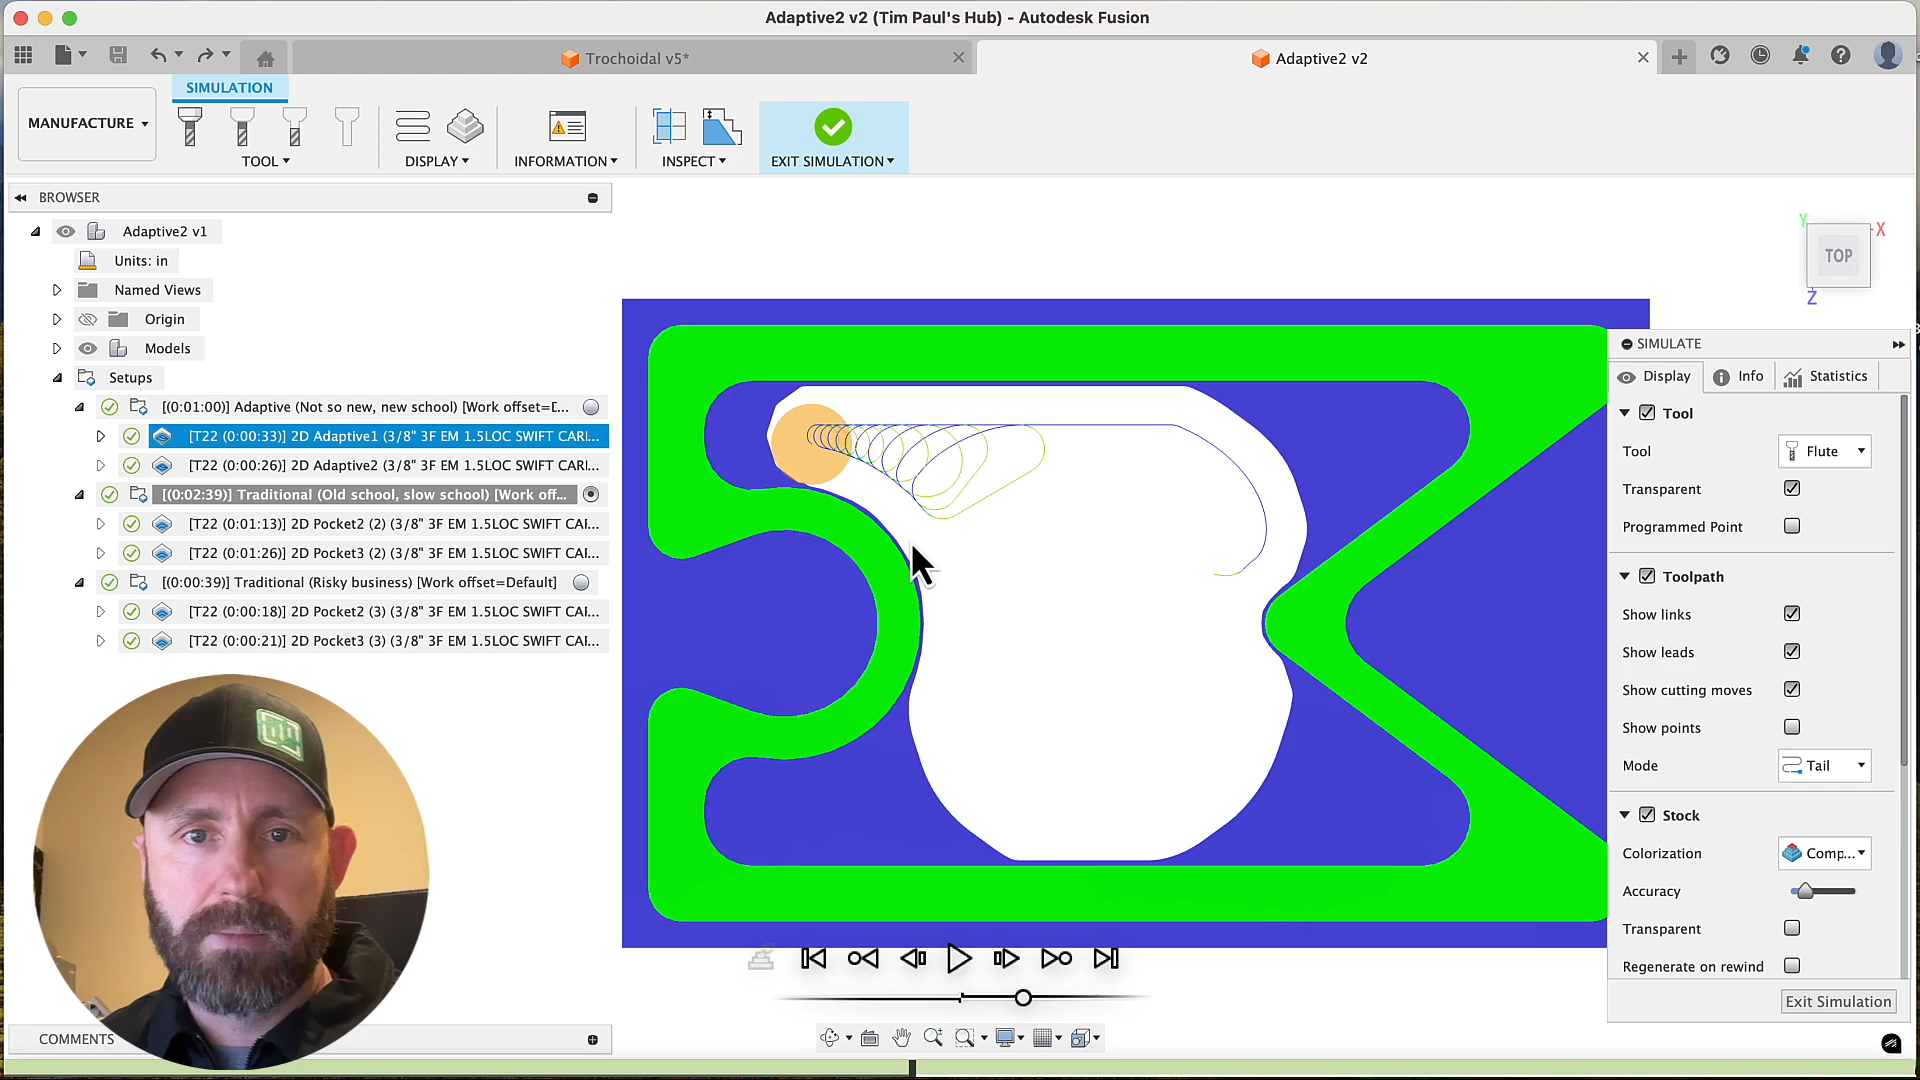 Adaptive2 v2 (Tim Paul's Hub) - Autodesk Fusion
Trochoidal v5*
Adaptive2 v2
SIMULATION
MANUFACTURE
TOOL
DISPLAY
INFORMATION
INSPECT
EXIT SIMULATION
BROWSER
Adaptive2 v1
Units: in
Named Views
Origin
Models
Setups
[(0:01:00)] Adaptive (Not so new, new school) [Work offset=D...
[T22 (0:00:33)] 2D Adaptive1 (3/8" 3F EM 1.5LOC SWIFT CARI...
[T22 (0:00:26)] 2D Adaptive2 (3/8" 3F EM 1.5LOC SWIFT CARI...
[(0:02:39)] Traditional (Old school, slow school) [Work off...
[T22 (0:01:13)] 2D Pocket2 (2) (3/8" 3F EM 1.5LOC SWIFT CAI...
[T22 (0:01:26)] 2D Pocket3 (2) (3/8" 3F EM 1.5LOC SWIFT CAI...
[(0:00:39)] Traditional (Risky business) [Work offset=Default]
[T22 (0:00:18)] 2D Pocket2 (3) (3/8" 3F EM 1.5LOC SWIFT CAI...
[T22 (0:00:21)] 2D Pocket3 (3) (3/8" 3F EM 1.5LOC SWIFT CAI...
Y
X
TOP
Z
SIMULATE
Display
Info
Statistics
Tool
Tool
Flute
Transparent
Programmed Point
Toolpath
Show links
Show leads
Show cutting moves
Show points
Mode
Tail
Stock
Colorization
Comp...
Accuracy
Transparent
Regenerate on rewind
Exit Simulation
COMMENTS